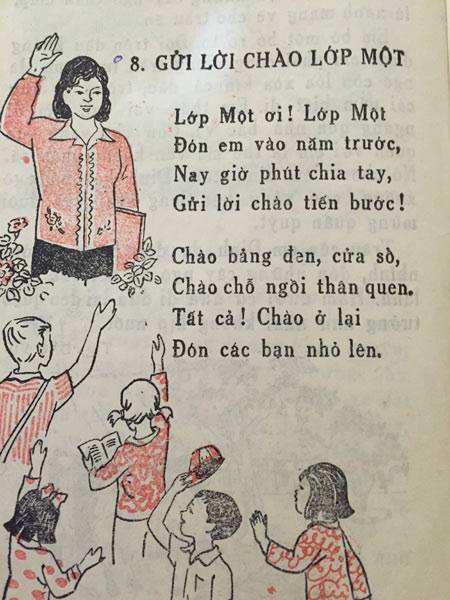 8. GỬI LỜI CHÀO LỚP MỘT
Lớp Một ơi! Lớp Một
Đón em vào năm trước,
Nay giờ phút chia tay,
Gửi lời chào tiến bước!
Chào bảng đen, cửa sổ,
Chào chỗ ngồi thân quen.
Tất cả! Chào ở lại
Đón các bạn nhỏ lên.